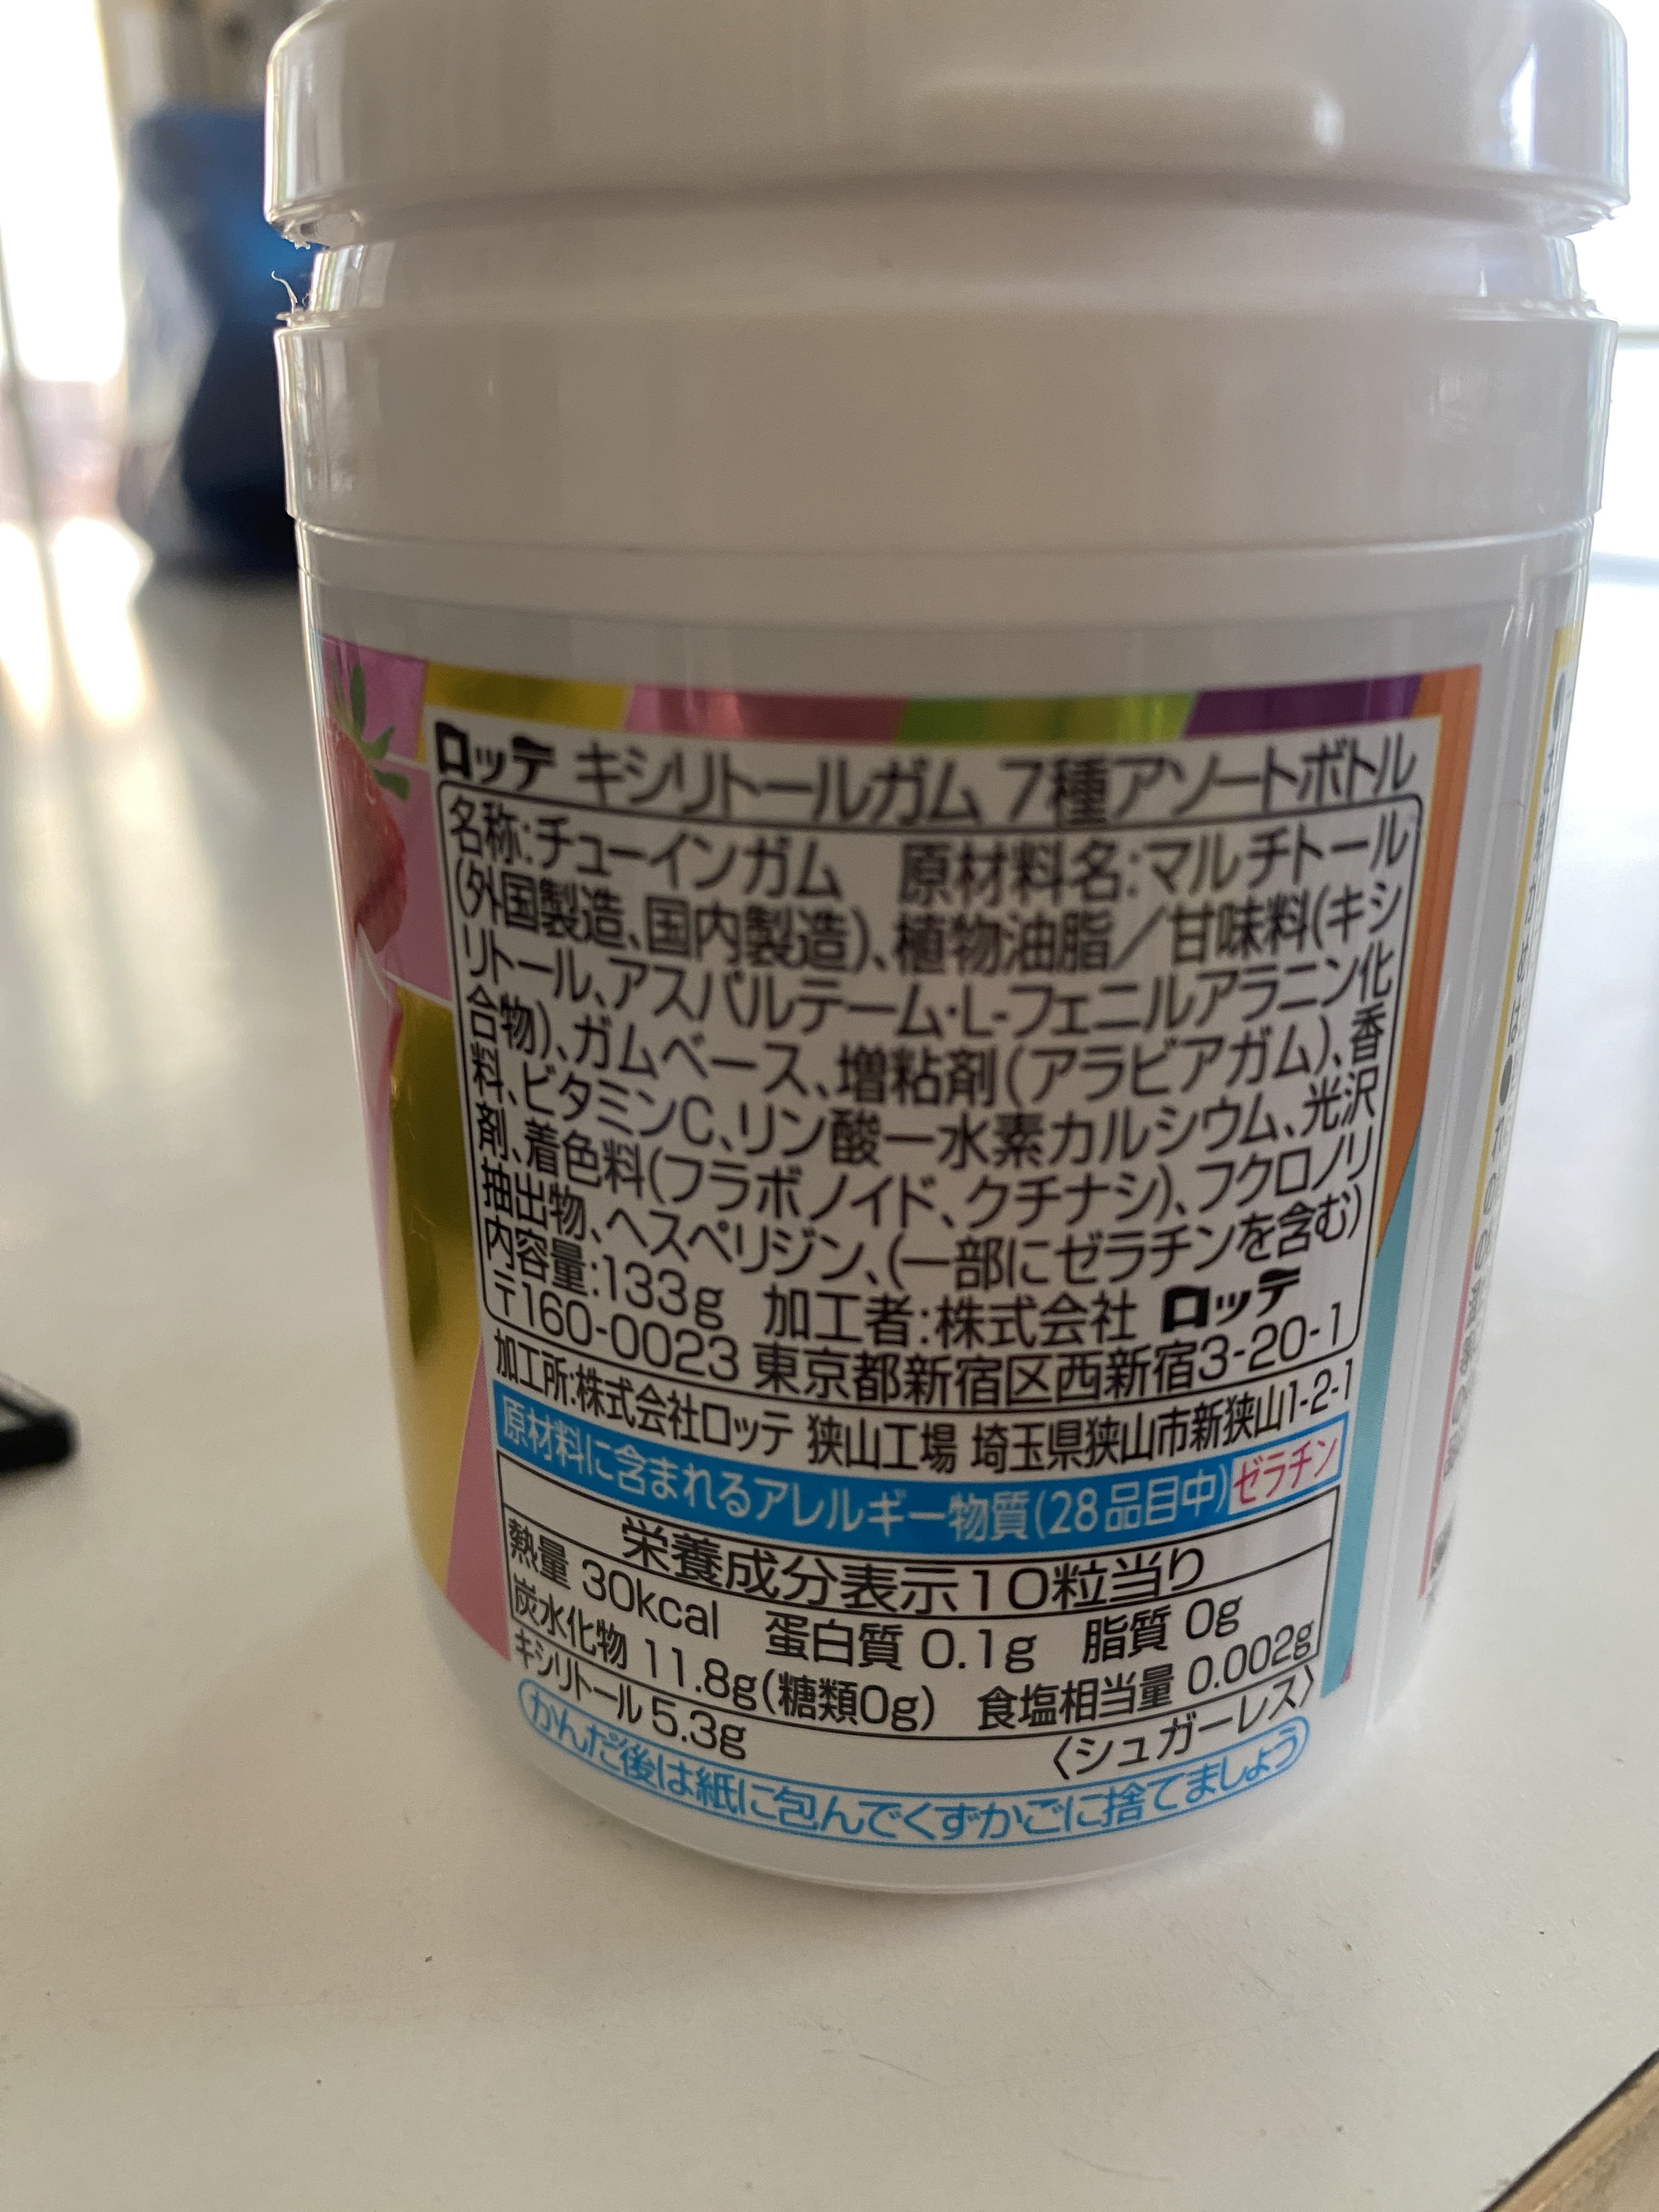 ロッテ キシリトールガム 7種アソートボトル
名称:チューインガム 原材料名:マルチトール
(外国製造、国内製造)、植物油脂／甘味料(キシ
リトール、アスパルテーム・L-フェニルアラニン化
合物)、ガムベース、増粘剤(アラビアガム)、香
料、ビタミンC、リン酸一水素カルシウム、光沢
剤、着色料(フラボノイド、クチナシ)、フクロノリ
抽出物、ヘスペリジン、(一部にゼラチンを含む)
内容量:133g 加工者:株式会社 ロッテ
〒160-0023 東京都新宿区西新宿3-20-1
加工所:株式会社ロッテ 狭山工場 埼玉県狭山市新狭山1-2-1
原材料に含まれるアレルギー物質(28品目中) ゼラチン
栄養成分表示10粒当り
熱量 30kcal 蛋白質 0.1g 脂質 0g
炭水化物 11.8g(糖類0g) 食塩相当量 0.002g
キシリトール 5.3g 〈シュガーレス〉
かんだ後は紙に包んでくずかごに捨てましょう